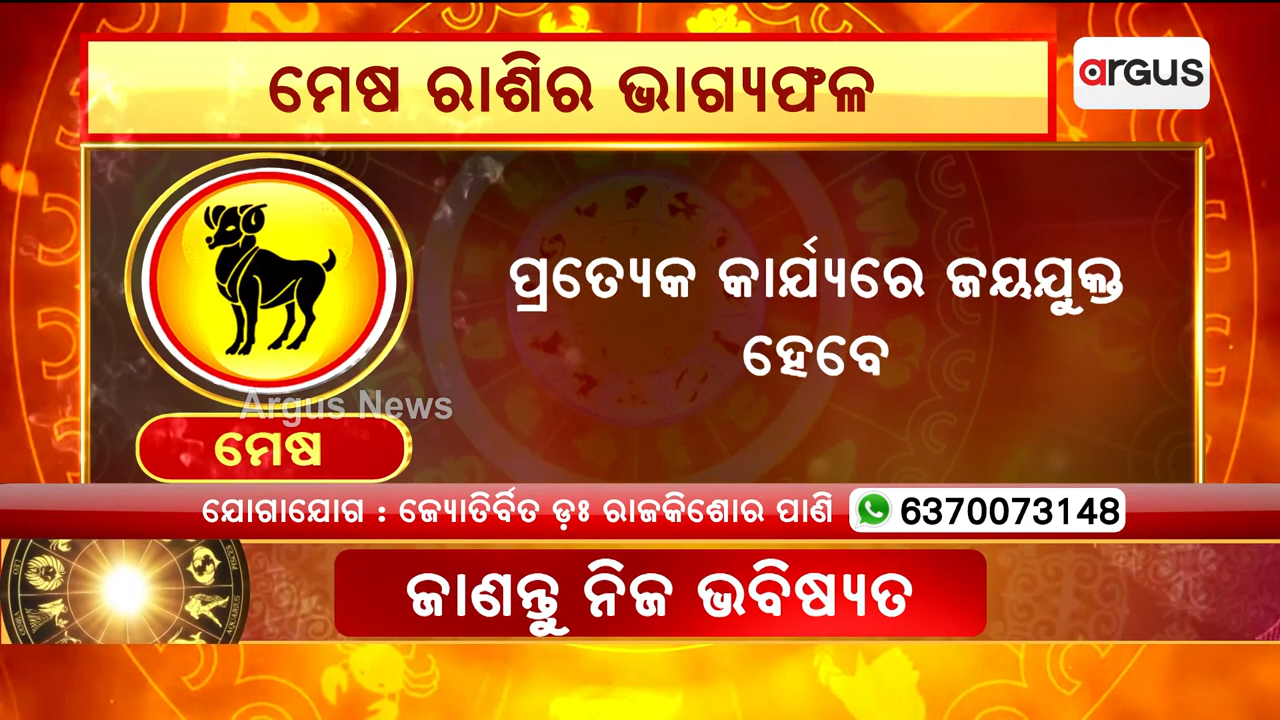 ମେଷ ରାଶିର ଭାଗ୍ୟଫଳ
argus
ପ୍ରତ୍ୟେକ କାର୍ଯ୍ୟରେ ଜୟଯୁକ୍ତ
ହେବେ
Argus News
ମେଷ
ଯୋଗାଯୋଗ : ଜ୍ୟୋତିର୍ବିତ ଡ଼ଃ ରାଜକିଶୋର ପାଣି 6370073148
ଜାଣନ୍ତୁ ନିଜ ଭବିଷ୍ୟତ